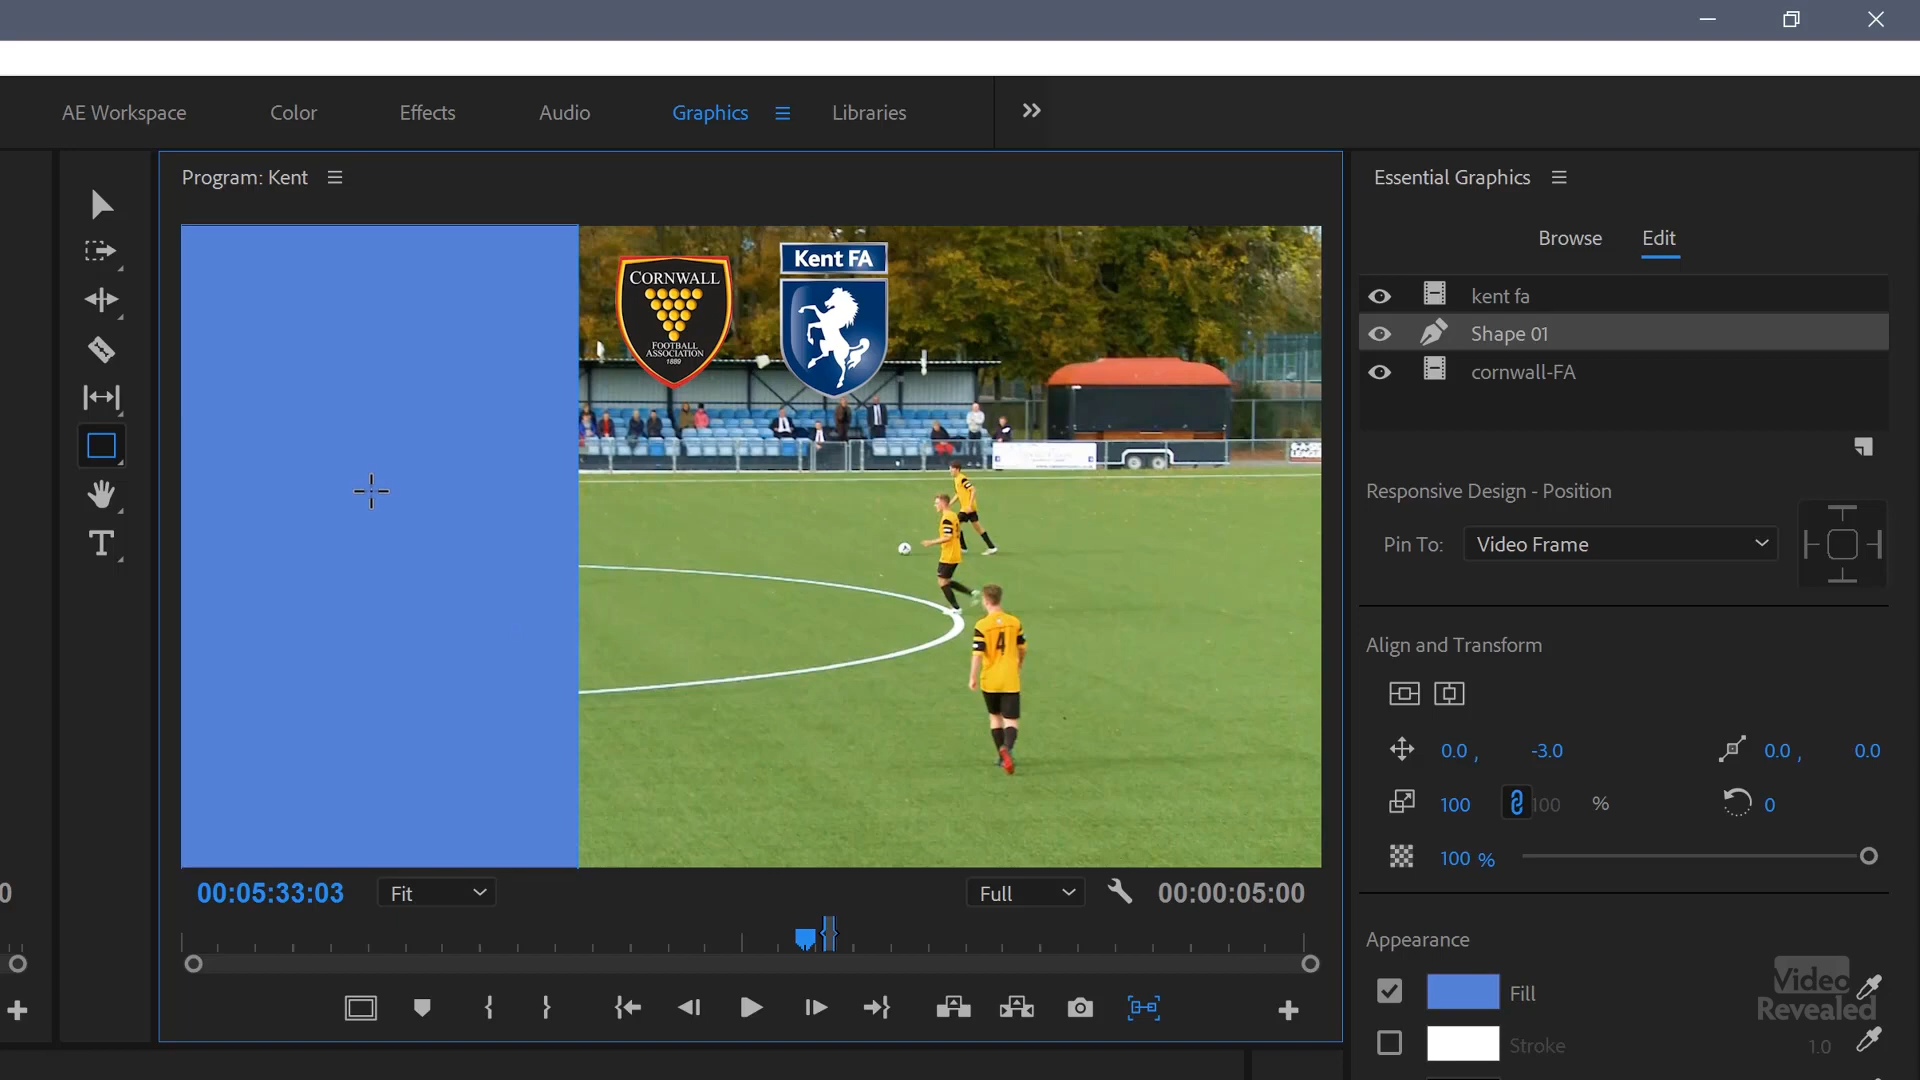 AE Workspace Color Effects Audio Graphics Libraries
Program: Kent
Essential Graphics
Browse Edit
kent fa
Shape 01
cornwall-FA
CORNWALL
FOOTBALL
ASSOCIATION
1889
Kent FA
4
Responsive Design - Position
Pin To: Video Frame
Align and Transform
0.0 , -3.0 0.0 , 0.0
100 100 % 0
100 %
00:05:33:03 Fit Full 00:00:05:00
Appearance
Fill
Stroke 1.0
Video
Revealed